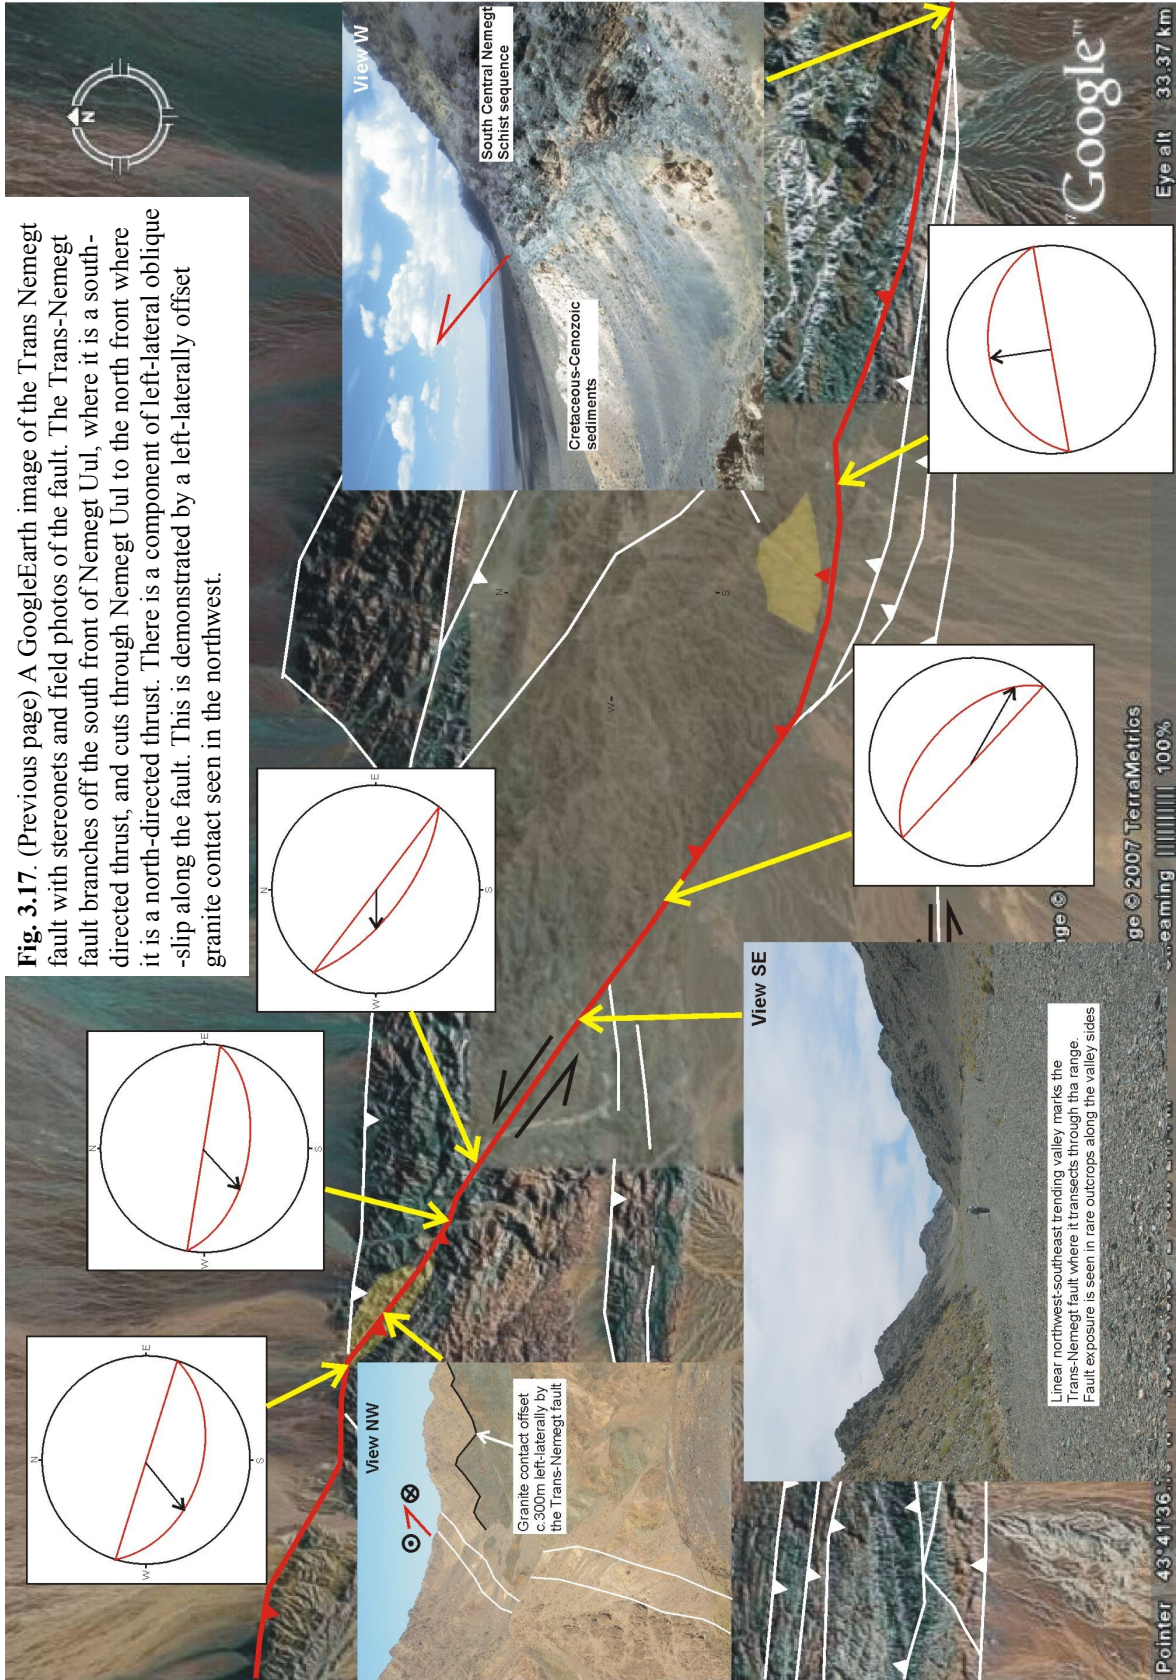 Fig. 3.17. (Previous page) A GoogleEarth image of the Trans Nemegt
fault with stereonets and field photos of the fault. The Trans-Nemegt
fault branches off the south front of Nemegt Uul, where it is a south-
directed thrust, and cuts through Nemegt Uul to the north front where
it is a north-directed thrust. There is a component of left-lateral oblique
-slip along the fault. This is demonstrated by a left-laterally offset
granite contact seen in the northwest.
N
N
W
E
S
N
W
E
S
N
W
E
S
View W
South Central Nemegt
Schist sequence
Cretaceous-Cenozoic
sediments
N
W
S
View NW
Granite contact offset
c.300m left-laterally by
the Trans-Nemegt fault
View SE
Linear northwest-southeast trending valley marks the
Trans-Nemegt fault where it transects through tha range.
Fault exposure is seen in rare outcrops along the valley sides
Google™
nge ©
ge © 2007 TerraMetrics
Pointer 43°41'36
eaming 100%
Eye alt 33.37 km